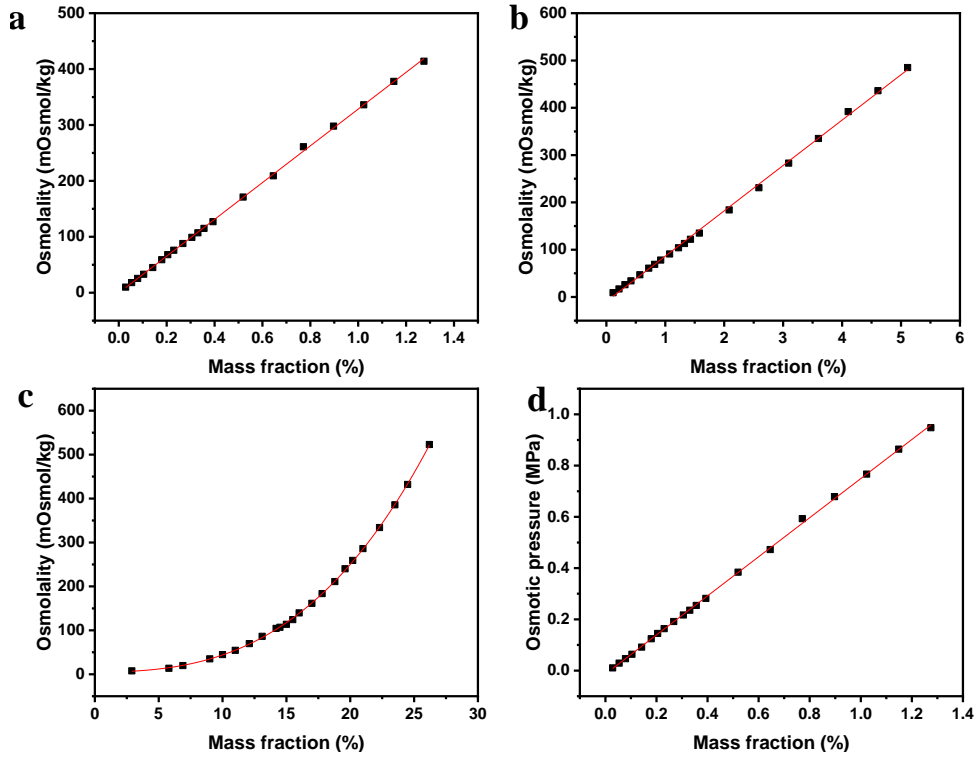 a
500
400
300
200
100
0
Osmolality (mOsmol/kg)
0.0 0.2 0.4 0.6 0.8 1.0 1.2 1.4
Mass fraction (%)
b
600
500
400
300
200
100
0
Osmolality (mOsmol/kg)
0 1 2 3 4 5 6
Mass fraction (%)
c
600
500
400
300
200
100
0
Osmolality (mOsmol/kg)
0 5 10 15 20 25 30
Mass fraction (%)
d
1.0
0.8
0.6
0.4
0.2
0.0
Osmotic pressure (MPa)
0.0 0.2 0.4 0.6 0.8 1.0 1.2 1.4
Mass fraction (%)